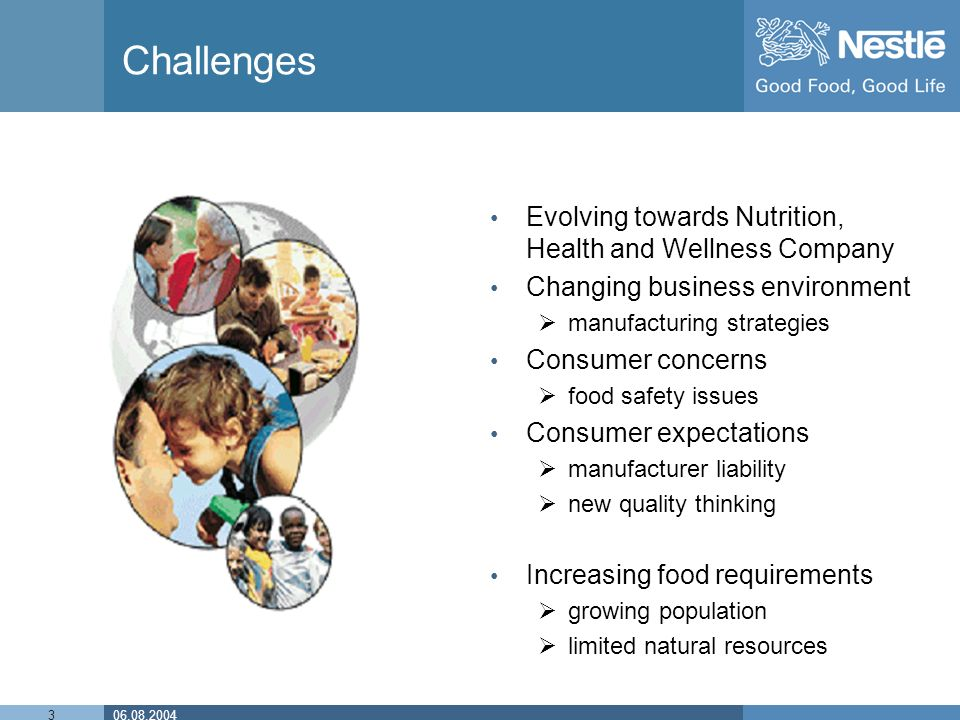 Challenges
Nestlé
Good Food, Good Life
• Evolving towards Nutrition,
Health and Wellness Company
• Changing business environment
➢ manufacturing strategies
• Consumer concerns
➢ food safety issues
• Consumer expectations
➢ manufacturer liability
➢ new quality thinking
• Increasing food requirements
➢ growing population
➢ limited natural resources
3 06.08.2004